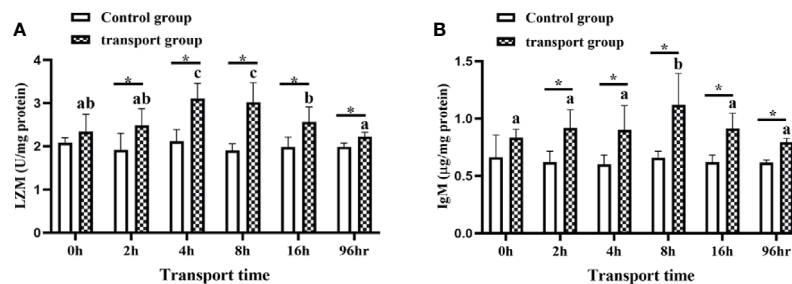 A
Control group
transport group
LZM (U/mg protein)
4
3
2
1
0
ab
* ab
* c
* c
* b
* a
0h 2h 4h 8h 16h 96hr
Transport time
B
Control group
transport group
IgM (μg/mg protein)
1.5
1.0
0.5
0.0
a
* a
* a
* b
* a
* a
0h 2h 4h 8h 16h 96hr
Transport time